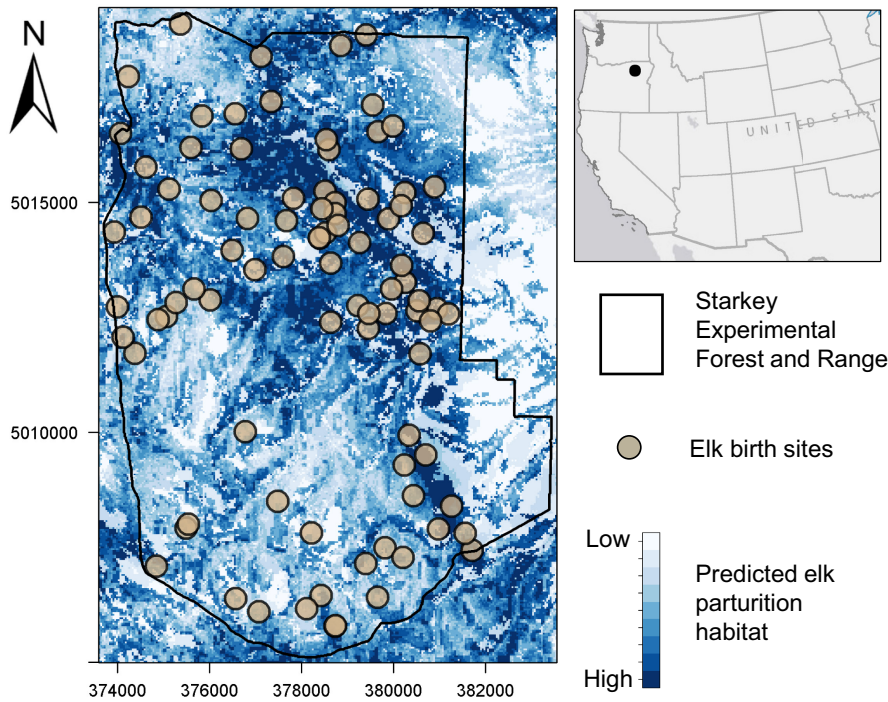 N
5015000
5010000
374000 376000 378000 380000 382000
UNITED STAT
Starkey
Experimental
Forest and Range
Elk birth sites
Low
High
Predicted elk
parturition
habitat